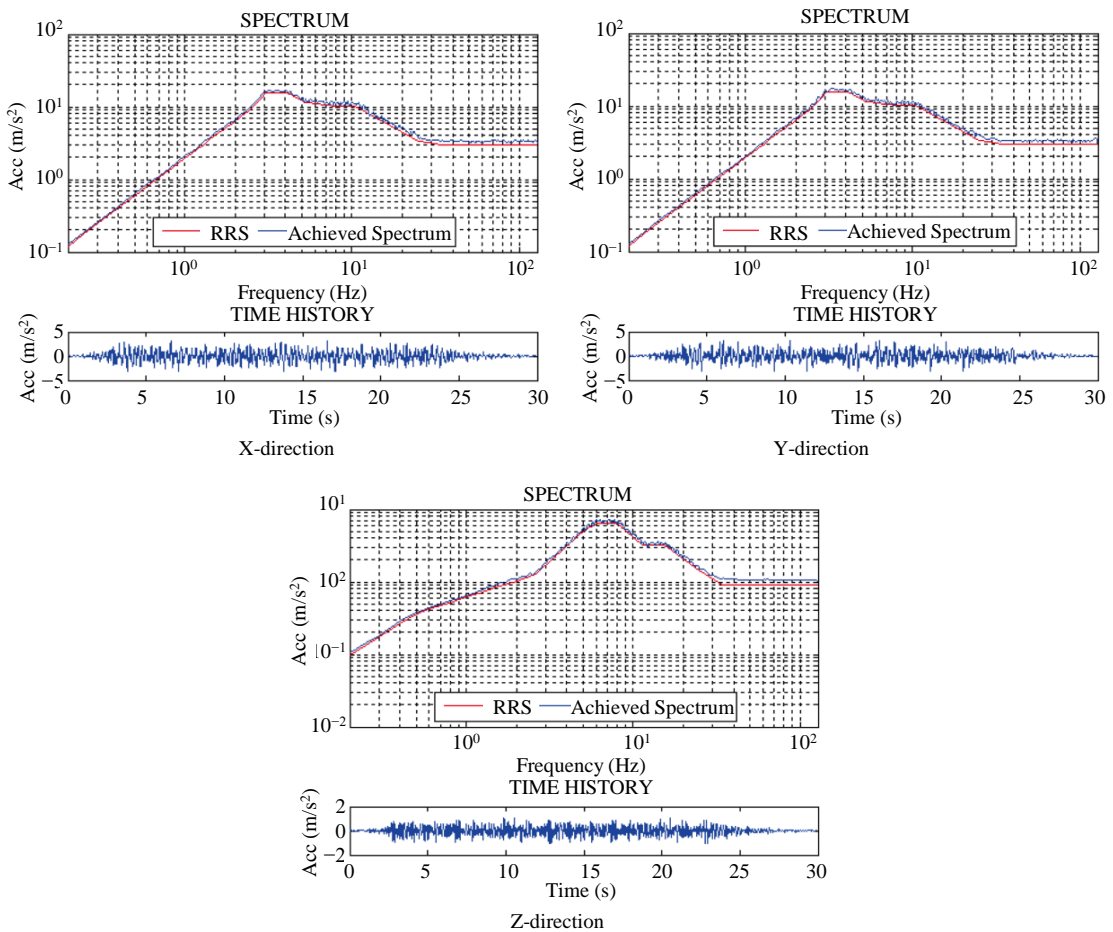 SPECTRUM
10²
10¹
10⁰
10⁻¹
Acc (m/s²)
RRS Achieved Spectrum
10⁰ 10¹ 10²
Frequency (Hz)
TIME HISTORY
5
0
−5
Acc (m/s²)
0 5 10 15 20 25 30
Time (s)
X-direction
SPECTRUM
10²
10¹
10⁰
10⁻¹
Acc (m/s²)
RRS Achieved Spectrum
10⁰ 10¹ 10²
Frequency (Hz)
TIME HISTORY
5
0
−5
Acc (m/s²)
0 5 10 15 20 25 30
Time (s)
Y-direction
SPECTRUM
10¹
10²
10⁻¹
10⁻²
Acc (m/s²)
RRS Achieved Spectrum
10⁰ 10¹ 10²
Frequency (Hz)
TIME HISTORY
2
0
−2
Acc (m/s²)
0 5 10 15 20 25 30
Time (s)
Z-direction